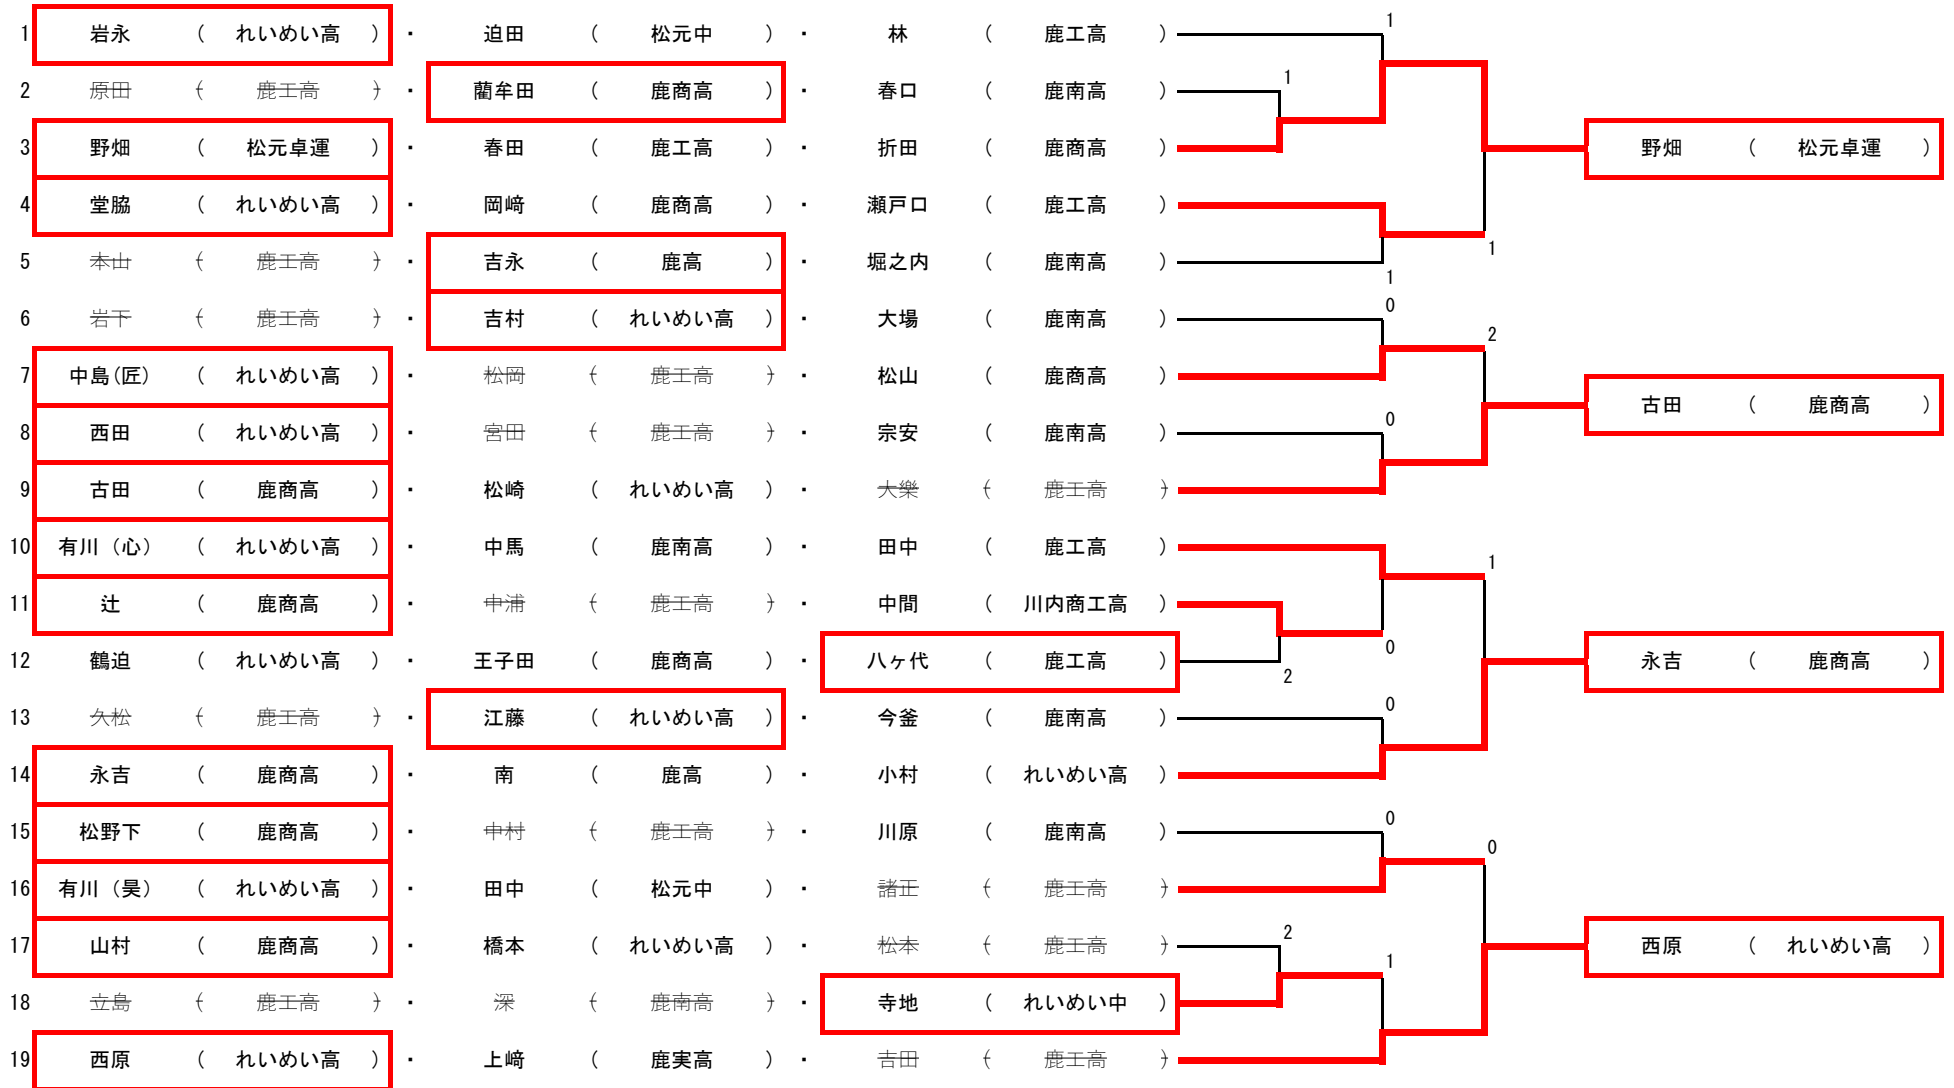 1 岩永 ( れいめい高 ) ・ 迫田 ( 松元中 ) ・ 林 ( 鹿工高 ) 1
2 原田 ( 鹿工高 ) ・ 藺牟田 ( 鹿商高 ) ・ 春口 ( 鹿南高 ) 1
3 野畑 ( 松元卓運 ) ・ 春田 ( 鹿工高 ) ・ 折田 ( 鹿商高 ) 野畑 ( 松元卓運 )
4 堂脇 ( れいめい高 ) ・ 岡﨑 ( 鹿商高 ) ・ 瀬戸口 ( 鹿工高 ) 1
5 本山 ( 鹿工高 ) ・ 吉永 ( 鹿高 ) ・ 堀之内 ( 鹿南高 ) 1
6 岩下 ( 鹿工高 ) ・ 吉村 ( れいめい高 ) ・ 大場 ( 鹿南高 ) 0 2
7 中島(匠) ( れいめい高 ) ・ 松岡 ( 鹿工高 ) ・ 松山 ( 鹿商高 ) 古田 ( 鹿商高 )
8 西田 ( れいめい高 ) ・ 宮田 ( 鹿工高 ) ・ 宗安 ( 鹿南高 ) 0
9 古田 ( 鹿商高 ) ・ 松崎 ( れいめい高 ) ・ 大樂 ( 鹿工高 )
10 有川（心） ( れいめい高 ) ・ 中馬 ( 鹿南高 ) ・ 田中 ( 鹿工高 ) 1
11 辻 ( 鹿商高 ) ・ 中浦 ( 鹿工高 ) ・ 中間 ( 川内商工高 ) 0
12 鶴迫 ( れいめい高 ) ・ 王子田 ( 鹿商高 ) ・ 八ヶ代 ( 鹿工高 ) 2 永吉 ( 鹿商高 )
13 久松 ( 鹿工高 ) ・ 江藤 ( れいめい高 ) ・ 今釜 ( 鹿南高 ) 0
14 永吉 ( 鹿商高 ) ・ 南 ( 鹿高 ) ・ 小村 ( れいめい高 )
15 松野下 ( 鹿商高 ) ・ 中村 ( 鹿工高 ) ・ 川原 ( 鹿南高 ) 0 0
16 有川（昊） ( れいめい高 ) ・ 田中 ( 松元中 ) ・ 諸正 ( 鹿工高 )
17 山村 ( 鹿商高 ) ・ 橋本 ( れいめい高 ) ・ 松本 ( 鹿工高 ) 2 1 西原 ( れいめい高 )
18 立島 ( 鹿工高 ) ・ 深 ( 鹿南高 ) ・ 寺地 ( れいめい中 )
19 西原 ( れいめい高 ) ・ 上﨑 ( 鹿実高 ) ・ 吉田 ( 鹿工高 )